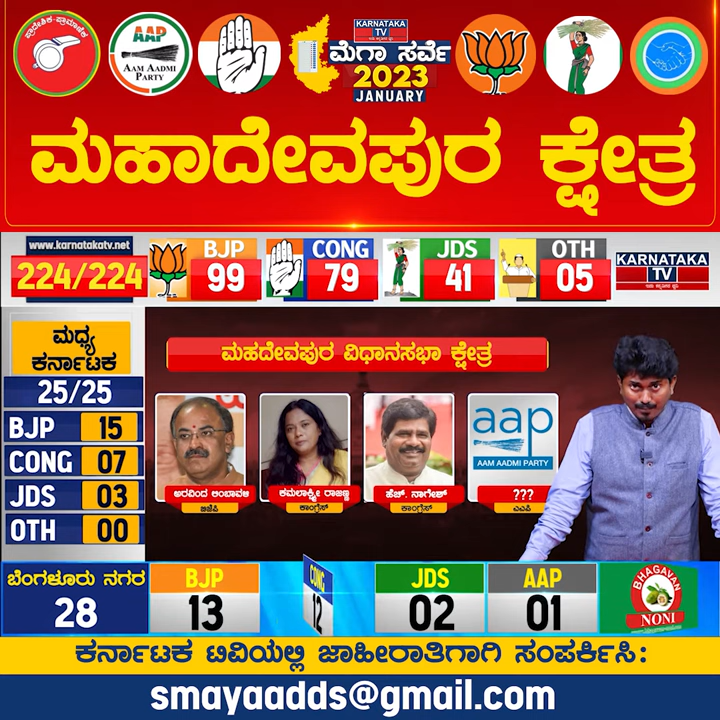 ಪ್ರಾದೇಶಿಕ-ಪ್ರಾಮಾಣಿಕ
AAP
AAM AADMI
PARTY
KARNATAKA
TV
ಮೆಗಾ ಸರ್ವೆ
2023
JANUARY
ಮಹಾದೇವಪುರ ಕ್ಷೇತ್ರ
www.karnatakatv.net
224/224
BJP
99
CONG
79
JDS
41
OTH
05
KARNATAKA
TV
ಮಧ್ಯ
ಕರ್ನಾಟಕ
25/25
BJP 15
CONG 07
JDS 03
OTH 00
ಮಹದೇವಪುರ ವಿಧಾನಸಭಾ ಕ್ಷೇತ್ರ
ಅರವಿಂದ ಲಿಂಬಾವಳಿ
ಬಿಜೆಪಿ
ಕಮಲಾಕ್ಷೀ ರಾಜಣ್ಣ
ಕಾಂಗ್ರೆಸ್
ಹೆಚ್. ನಾಗೇಶ್
ಕಾಂಗ್ರೆಸ್
aap
AAM AADMI PARTY
???
ಎಎಪಿ
ಬೆಂಗಳೂರು ನಗರ
28
BJP
13
CONG
12
JDS
02
AAP
01
BHAGAVAN
NONI
ಕರ್ನಾಟಕ ಟಿವಿಯಲ್ಲಿ ಜಾಹೀರಾತಿಗಾಗಿ ಸಂಪರ್ಕಿಸಿ:
smayaadds@gmail.com